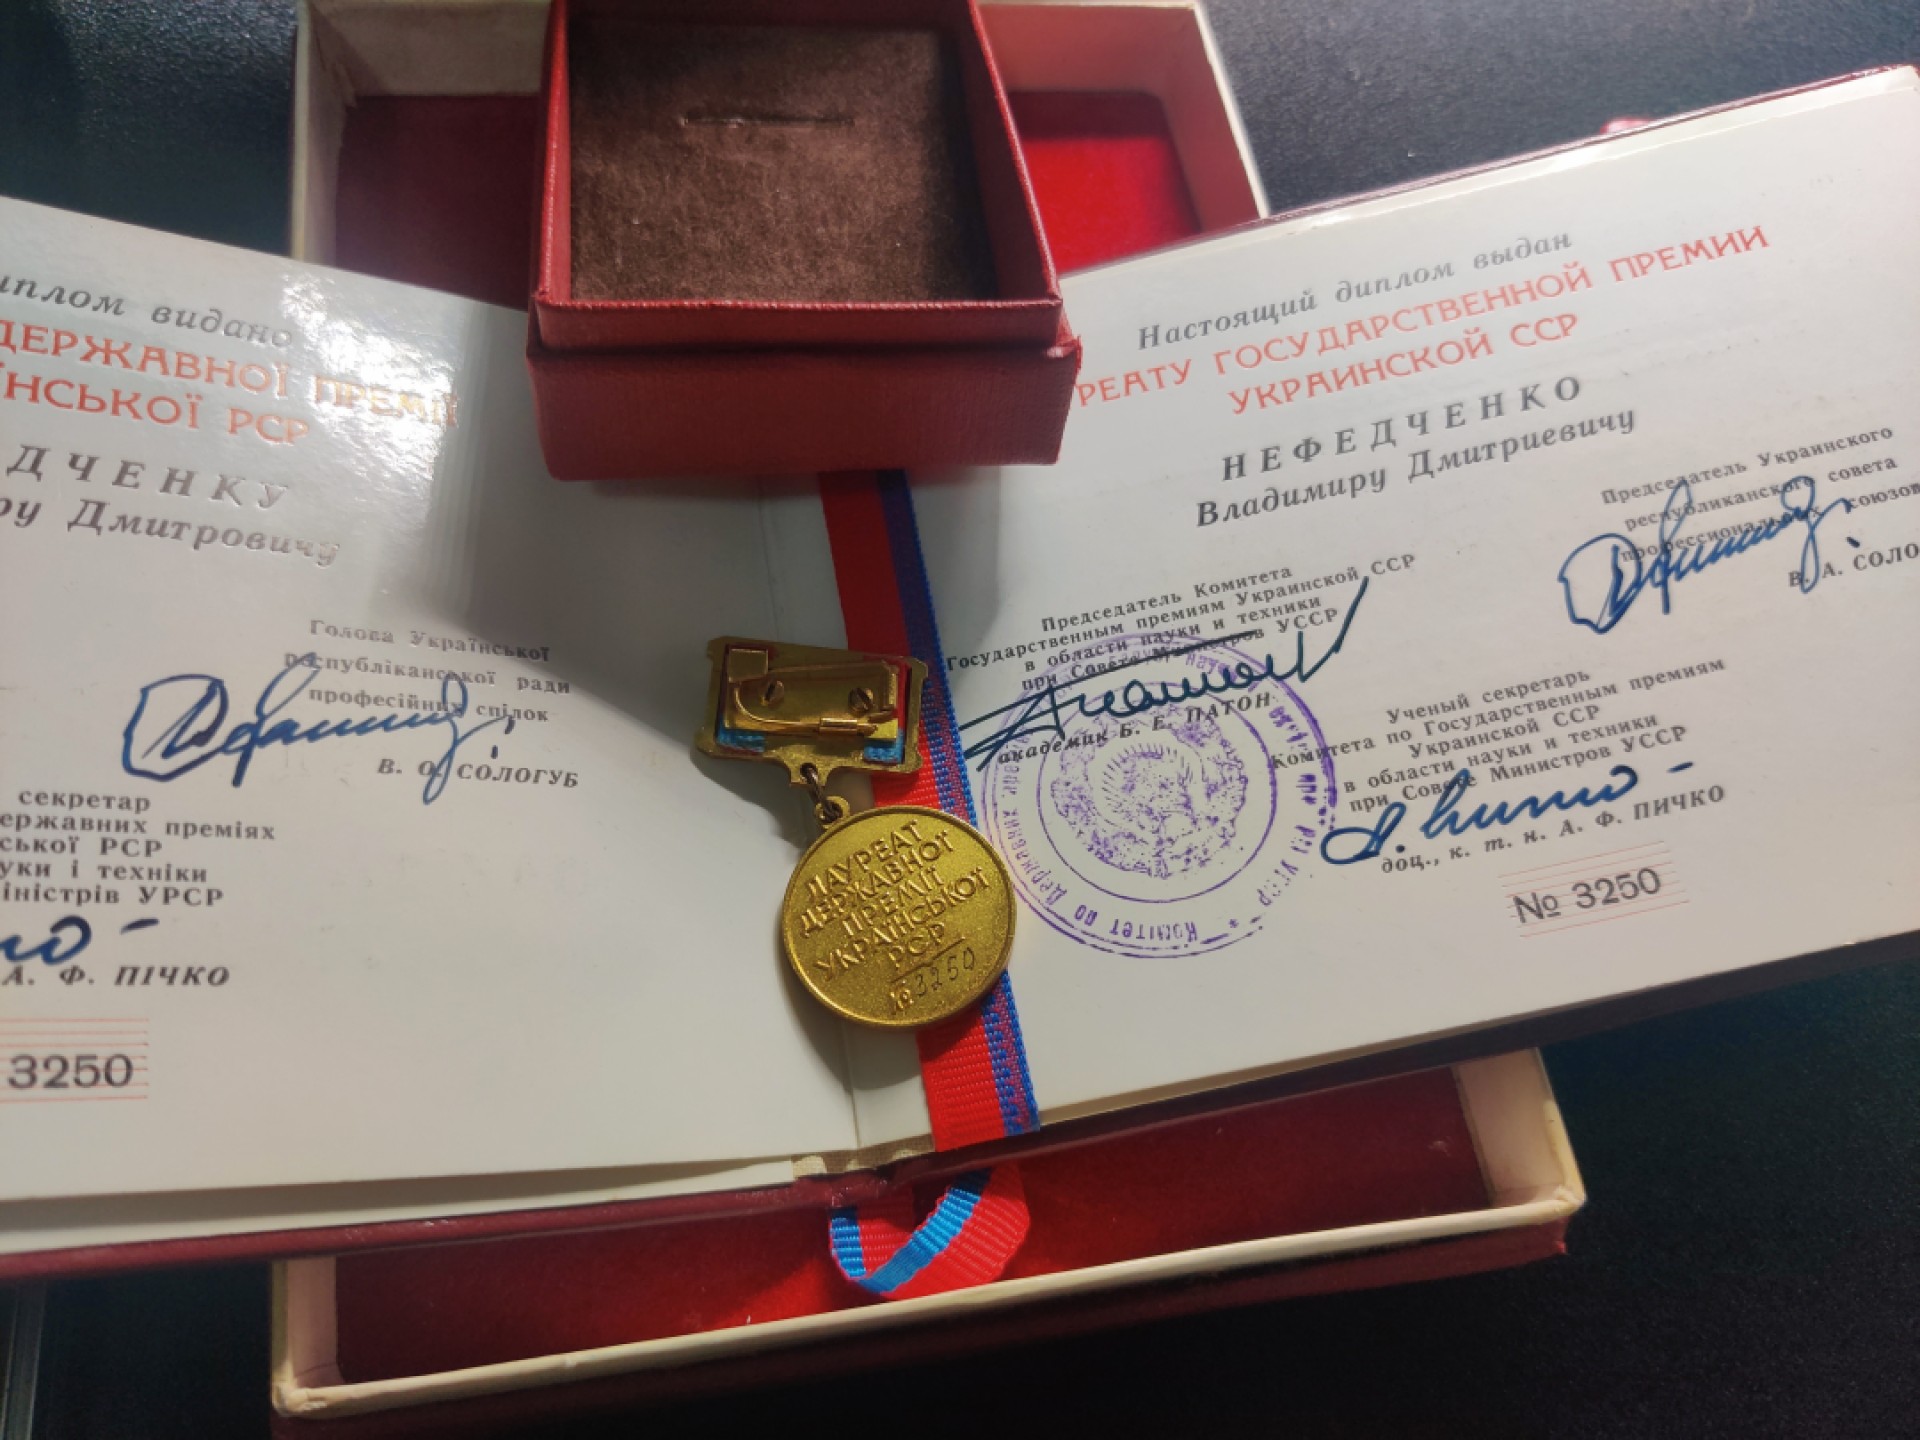 диплом видано
ДЕРЖАВНОЇ ПРЕМІЇ
ЇНСЬКОЇ РСР
ДЧЕНКУ
ру Дмитровичу
Голова Української
республіканської ради
професійних спілок
В. О. СОЛОГУБ
секретар
ержавних преміях
ської РСР
уки і техніки
іністрів УРСР
А. Ф. ПІЧКО
3250
ЛАУРЕАТ
ДЕРЖАВНОЇ
ПРЕМІЇ
УКРАЇНСЬКОЇ
РСР
№ 3250
Настоящий диплом выдан
РЕАТУ ГОСУДАРСТВЕННОЙ ПРЕМИИ
УКРАИНСКОЙ ССР
НЕФЕДЧЕНКО
Владимиру Дмитриевичу
Председатель Комитета
Государственным премиям Украинской ССР
в области науки и техники
при Совете Министров УССР
академик Б. Е. ПАТОН
Председатель Украинского
республиканского совета
профессиональных союзов
В. А. СОЛО
Ученый секретарь
Комитета по Государственным премиям
Украинской ССР
в области науки и техники
при Совете Министров УССР
доц., к. т. н. А. Ф. ПИЧКО
№ 3250
Комітет по Державних